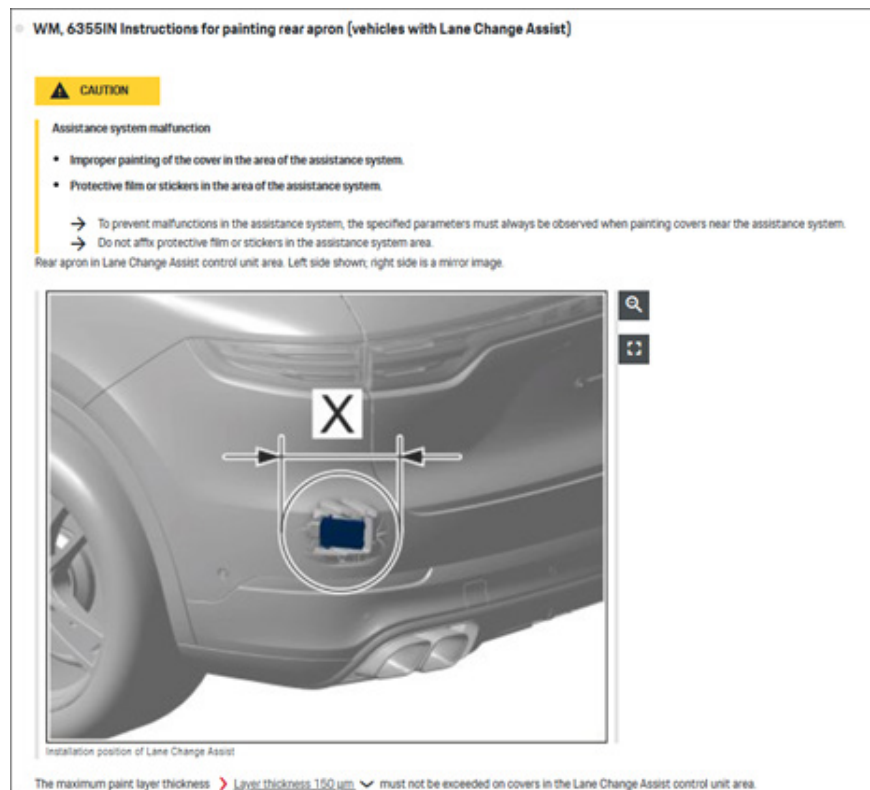 WM, 6355IN Instructions for painting rear apron (vehicles with Lane Change Assist)
CAUTION
Assistance system malfunction
• Improper painting of the cover in the area of the assistance system.
• Protective film or stickers in the area of the assistance system.
→ To prevent malfunctions in the assistance system, the specified parameters must always be observed when painting covers near the assistance system.
→ Do not affix protective film or stickers in the assistance system area.
Rear apron in Lane Change Assist control unit area. Left side shown; right side is a mirror image.
X
Installation position of Lane Change Assist
The maximum paint layer thickness Layer thickness 150 µm must not be exceeded on covers in the Lane Change Assist control unit area.